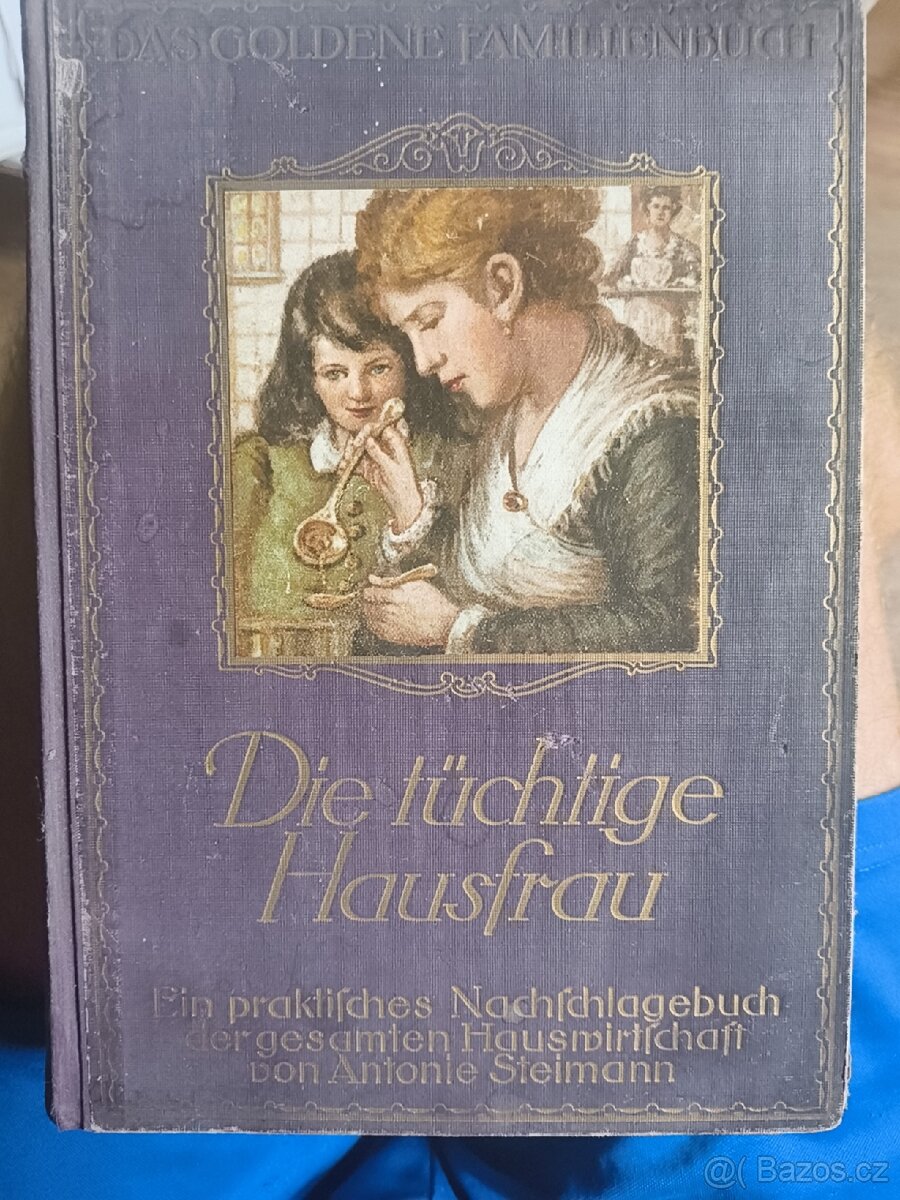 DAS GOLDENE FAMILIENBUCH
Die tüchtige
Hausfrau
Ein praktiſches Nachſchlagebuch
der gesamten Hauswirtſchaft
von Antonie Steimann
@( Bazos.cz